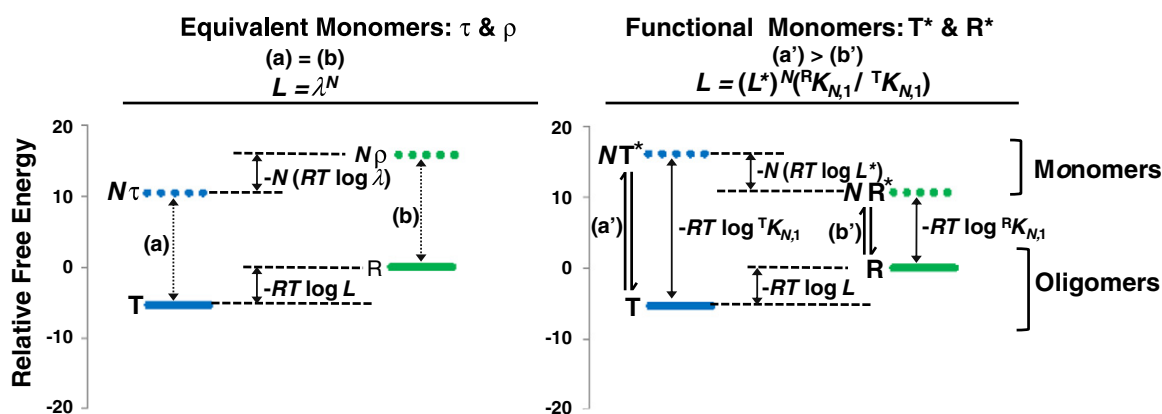 Equivalent Monomers: τ & ρ
(a) = (b)
L = λᴺ
Functional Monomers: T* & R*
(a’) > (b’)
L = (L*)ᴺ(ᴿK_N,1 / ᵀK_N,1)
Relative Free Energy
20
10
0
-10
-20
Nτ
Nρ
-N (RT log λ)
(a)
(b)
R
T
-RT log L
20
10
0
-10
-20
NT*
-N (RT log L*)
N R*
(a’)
-RT log ᵀK_N,1
(b’)
-RT log ᴿK_N,1
R
T
-RT log L
Monomers
Oligomers